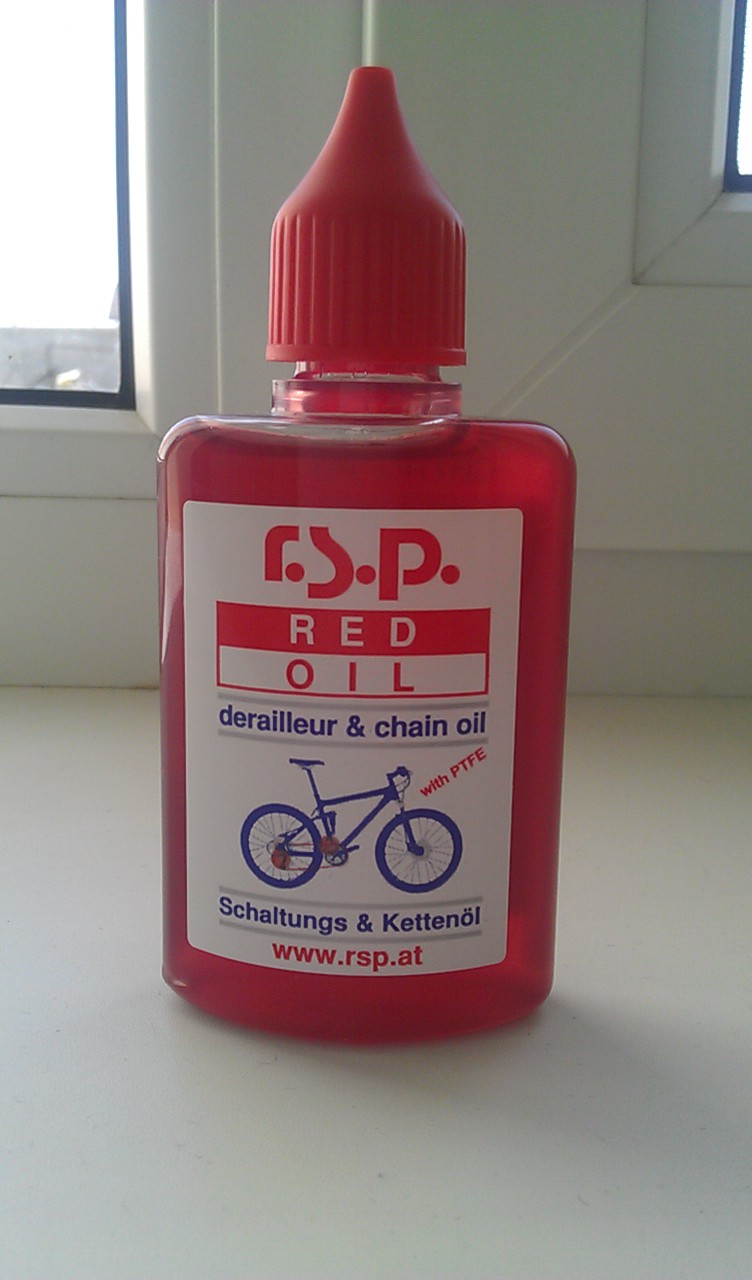 r.s.p.
RED
OIL
derailleur & chain oil
with PTFE
Schaltungs & Kettenöl
www.rsp.at